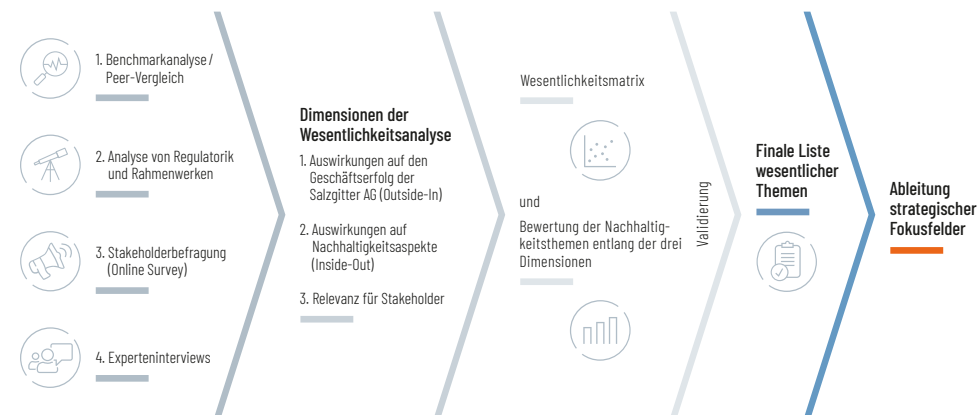 1. Benchmarkanalyse /
Peer-Vergleich
2. Analyse von Regulatorik
und Rahmenwerken
3. Stakeholderbefragung
(Online Survey)
4. Experteninterviews
Dimensionen der
Wesentlichkeitsanalyse
1. Auswirkungen auf den
Geschäftserfolg der
Salzgitter AG (Outside-In)
2. Auswirkungen auf
Nachhaltigkeitsaspekte
(Inside-Out)
3. Relevanz für Stakeholder
Wesentlichkeitsmatrix
und
Bewertung der Nachhaltig-
keitsthemen entlang der drei
Dimensionen
Validierung
Finale Liste
wesentlicher
Themen
Ableitung
strategischer
Fokusfelder